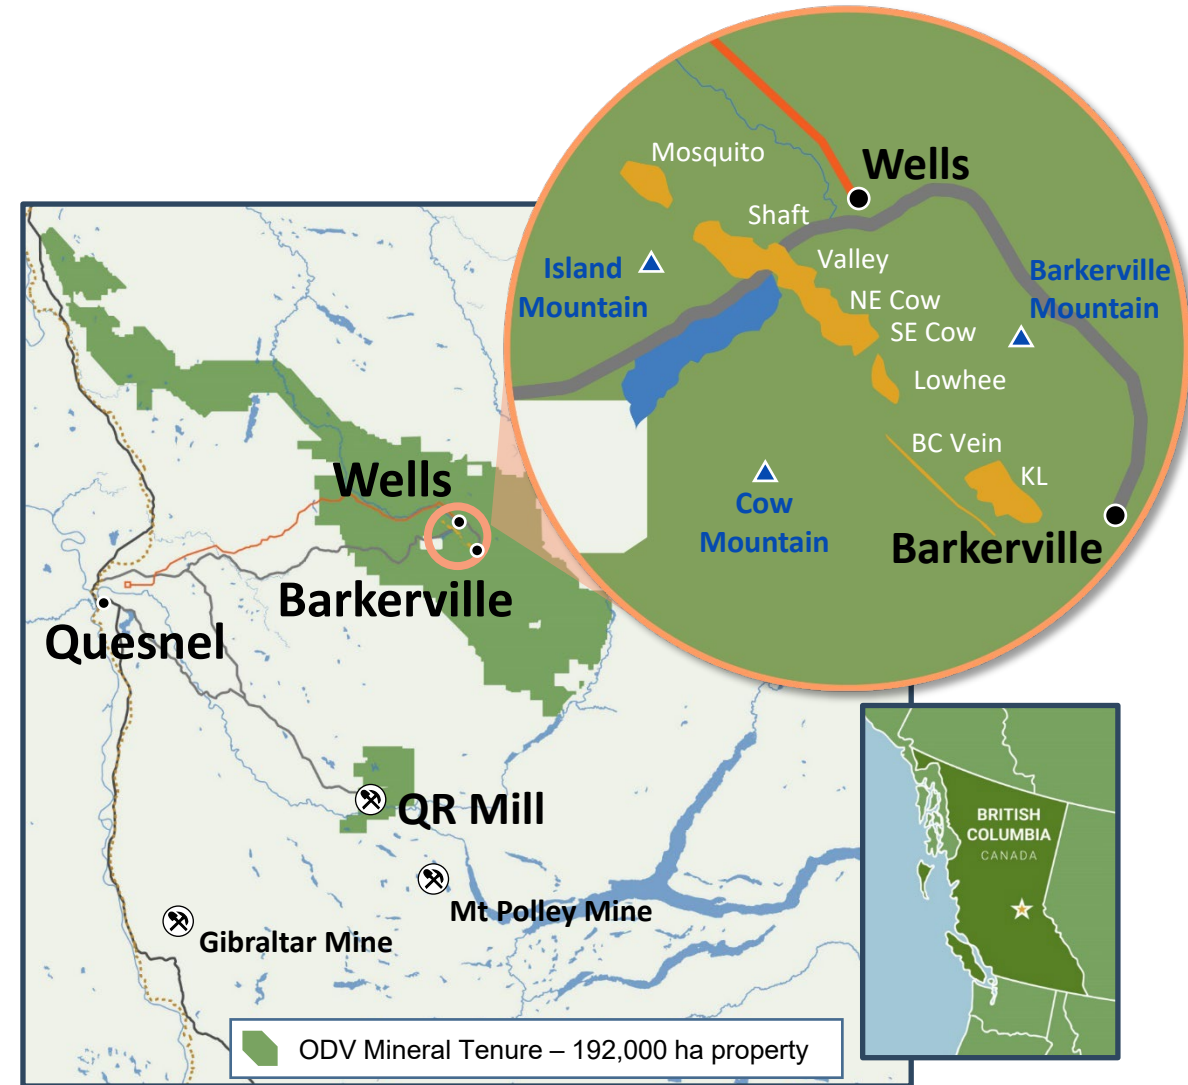 Mosquito
Wells
Shaft
Island
Mountain
Valley
Barkerville
Mountain
NE Cow
SE Cow
Lowhee
BC Vein
KL
Cow
Mountain
Barkerville
Wells
Barkerville
Quesnel
QR Mill
Mt Polley Mine
Gibraltar Mine
BRITISH
COLUMBIA
CANADA
ODV Mineral Tenure – 192,000 ha property